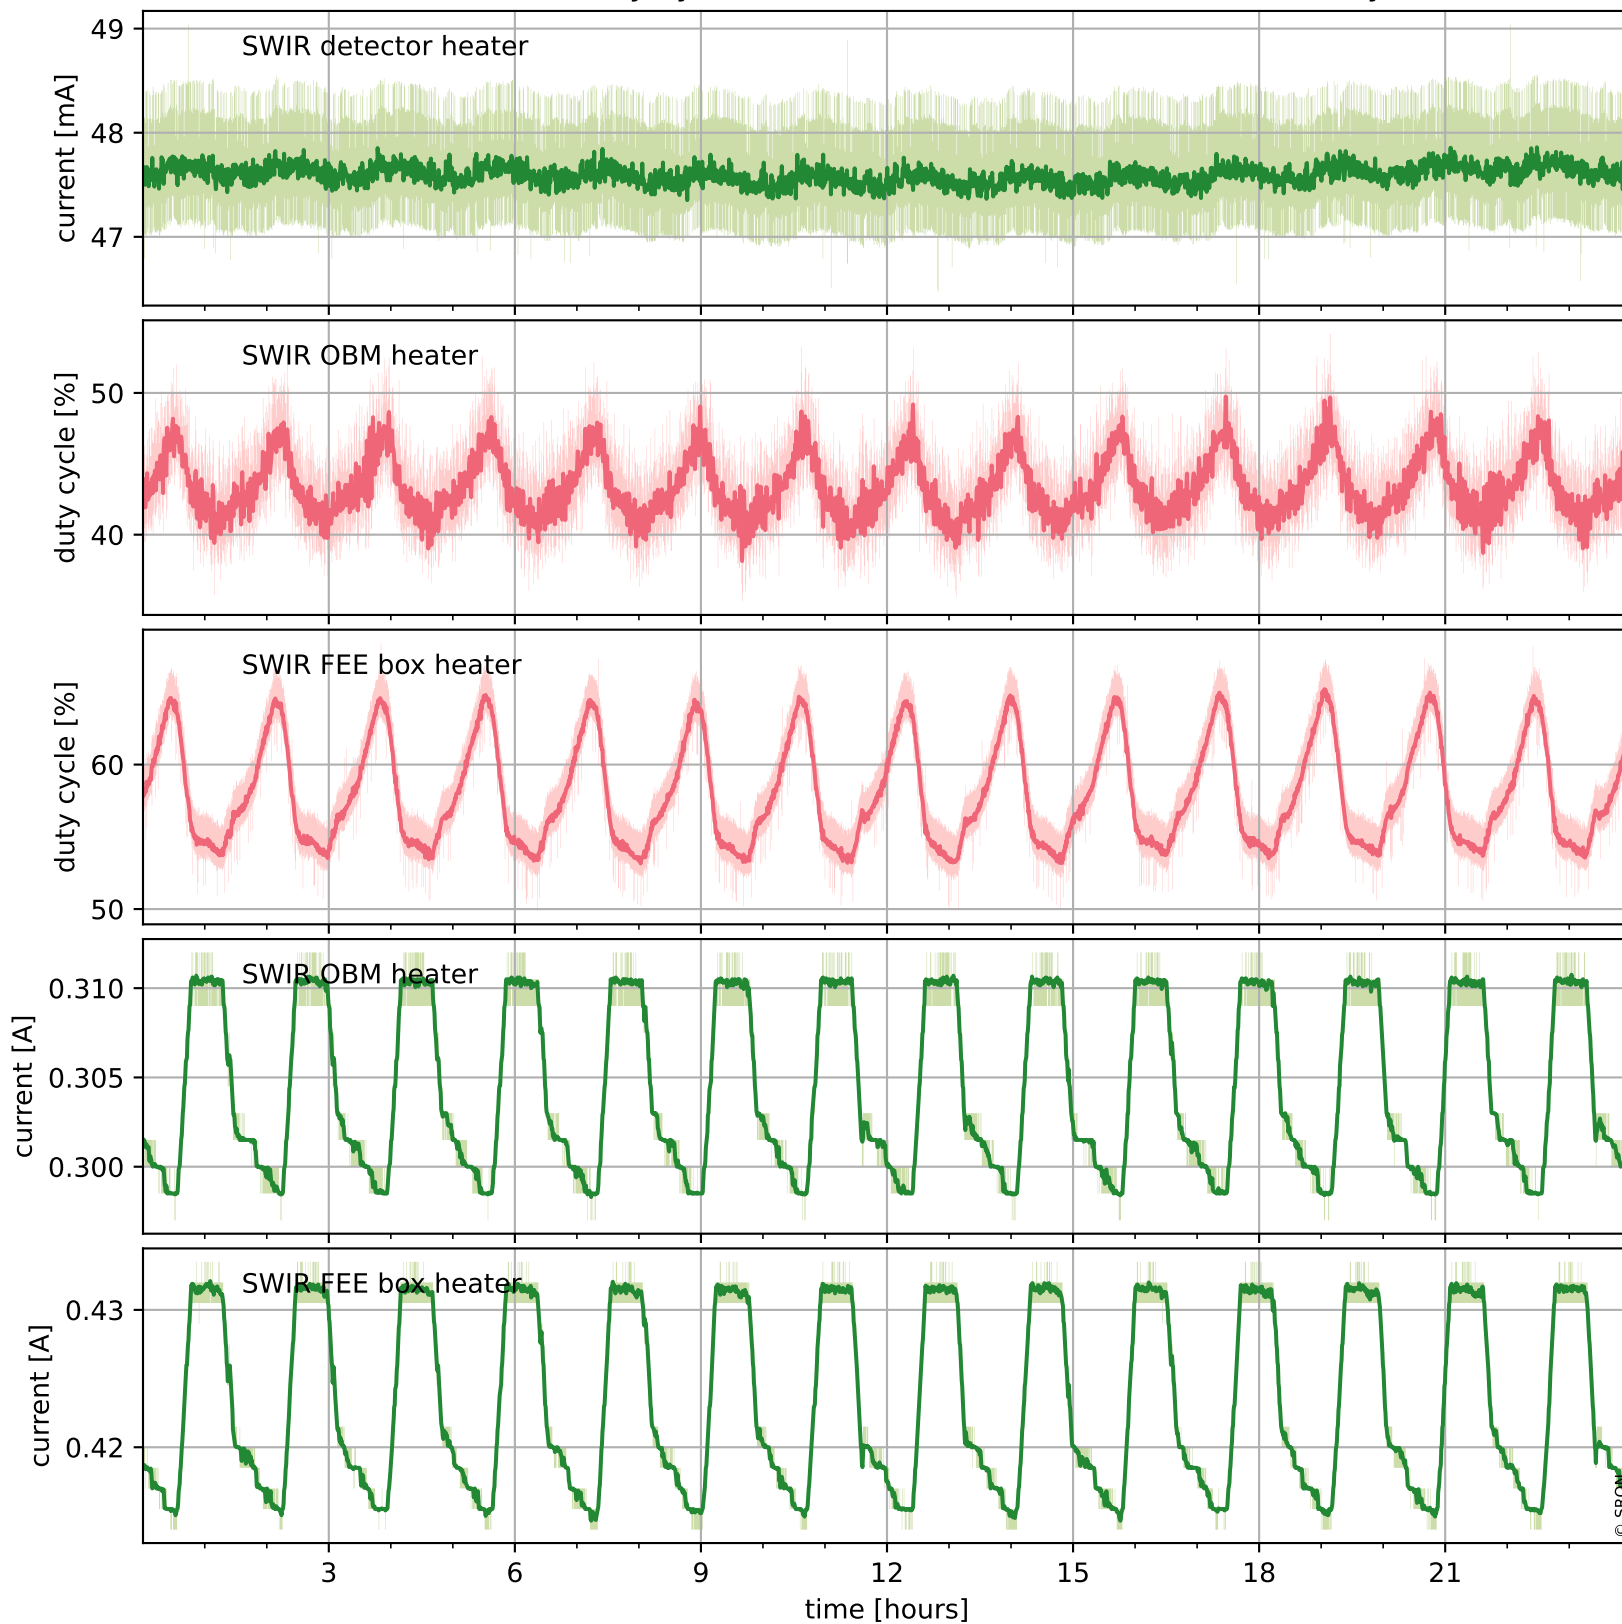 49
SWIR detector heater
48
47
current [mA]
SWIR OBM heater
50
40
duty cycle [%]
SWIR FEE box heater
60
50
duty cycle [%]
SWIR OBM heater
0.310
0.305
0.300
current [A]
SWIR FEE box heater
0.43
0.42
current [A]
© SRON
3 6 9 12 15 18 21
time [hours]